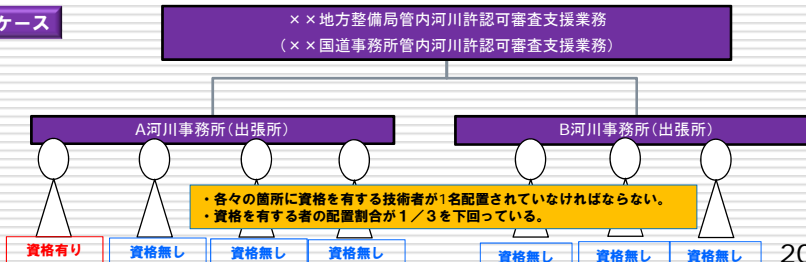 ケース
××地方整備局管内河川許認可審査支援業務
(××国道事務所管内河川許認可審査支援業務)
A河川事務所(出張所)
B河川事務所(出張所)
・各々の箇所に資格を有する技術者が1名配置されていなければならない。
・資格を有する者の配置割合が1/3を下回っている。
資格有り
資格無し
資格無し
資格無し
資格無し
資格無し
資格無し
20